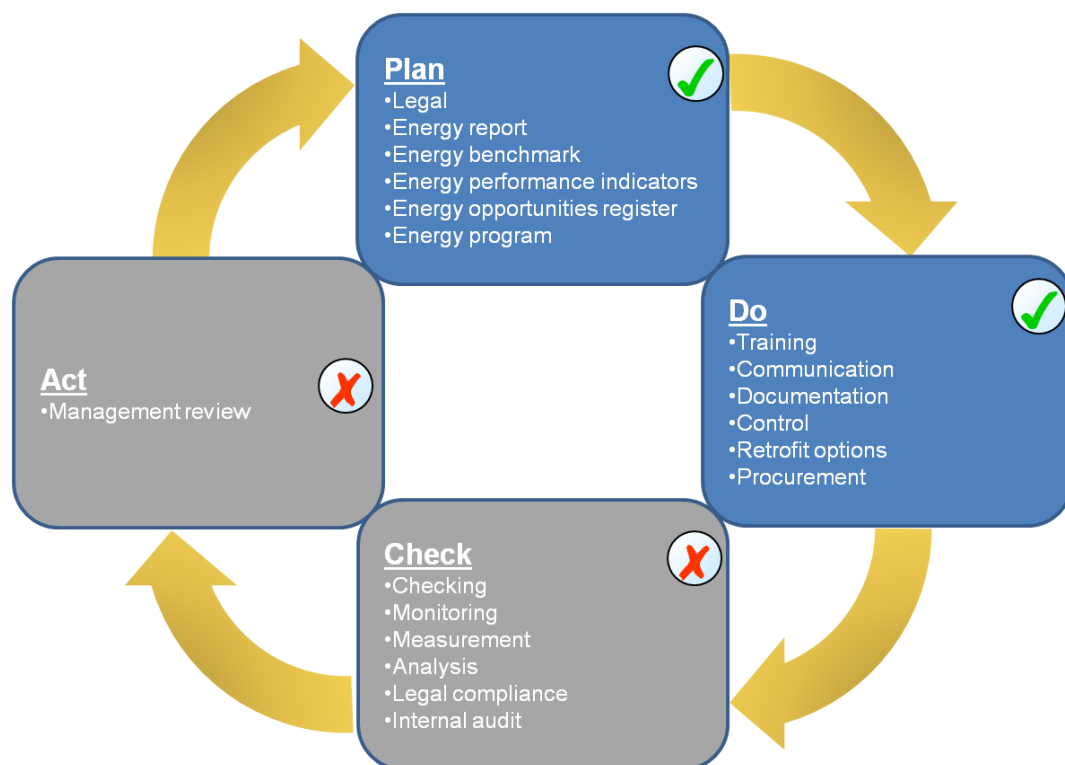 Plan
•Legal
•Energy report
•Energy benchmark
•Energy performance indicators
•Energy opportunities register
•Energy program
Do
•Training
•Communication
•Documentation
•Control
•Retrofit options
•Procurement
Act
•Management review
Check
•Checking
•Monitoring
•Measurement
•Analysis
•Legal compliance
•Internal audit